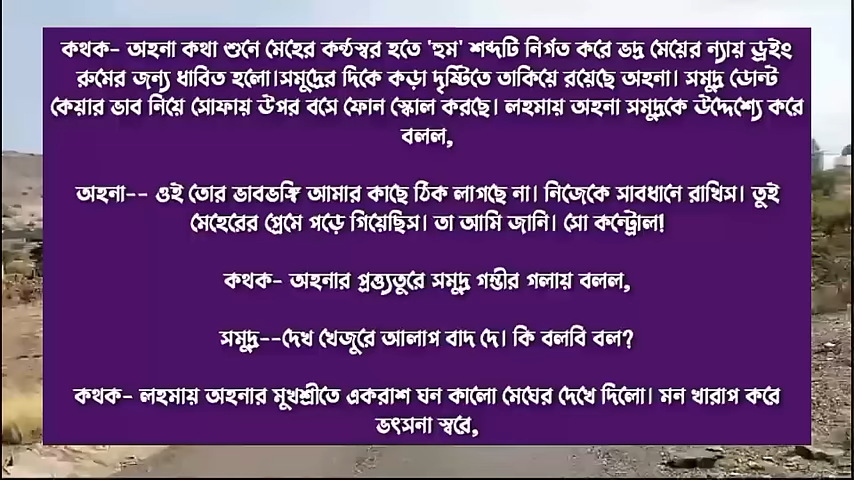 কথক- অহনা কথা শুনে মেহের কন্ঠস্বর হতে 'হুম' শব্দটি নির্গত করে ভদ্র মেয়ের ন্যায় ড্রইং
রুমের জন্য ধাবিত হলো।সমুদ্রের দিকে কড়া দৃষ্টিতে তাকিয়ে রয়েছে অহনা। সমুদ্র ডোন্ট
কেয়ার ভাব নিয়ে সোফায় উপর বসে ফোন স্কোল করছে। লহমায় অহনা সমুদ্রকে উদ্দেশ্যে করে
বলল,
অহনা-- ওই তোর ভাবভঙ্গি আমার কাছে ঠিক লাগছে না। নিজেকে সাবধানে রাখিস। তুই
মেহেরের প্রেমে পড়ে গিয়েছিস। তা আমি জানি। সো কন্ট্রোল!
কথক- অহনার প্রত্ত্যতুরে সমুদ্র গম্ভীর গলায় বলল,
সমুদ্র--দেখ খেজুরে আলাপ বাদ দে। কি বলবি বল?
কথক- লহমায় অহনার মুখশ্রীতে একরাশ ঘন কালো মেঘের দেখে দিলো। মন খারাপ করে
ভৎসনা স্বরে,